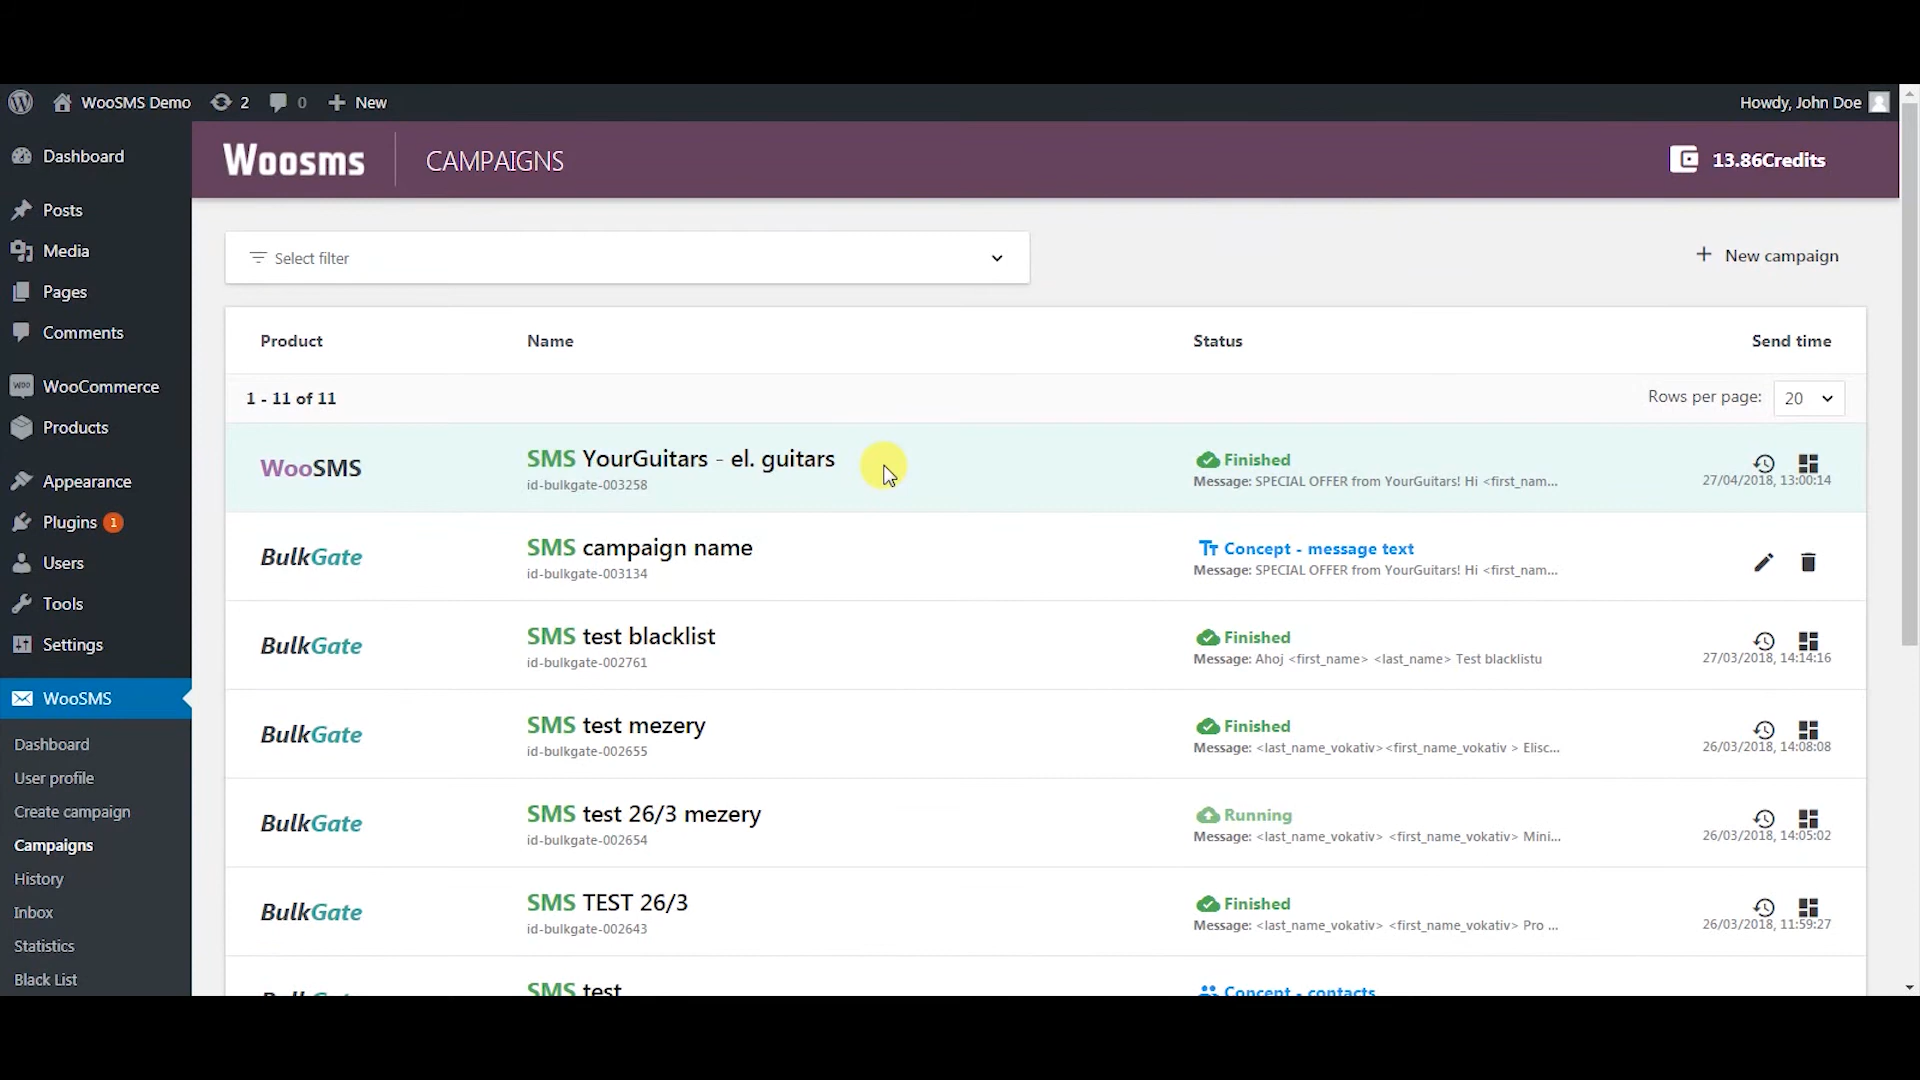 WooSMS Demo 2 0 New Howdy, John Doe
Dashboard
Posts
Media
Pages
Comments
WooCommerce
Products
Appearance
Plugins 1
Users
Tools
Settings
WooSMS
Dashboard
User profile
Create campaign
Campaigns
History
Inbox
Statistics
Black List
Woosms CAMPAIGNS 13.86Credits
Select filter
New campaign
Product Name Status Send time
1 - 11 of 11 Rows per page: 20
WooSMS SMS YourGuitars - el. guitars Finished
id-bulkgate-003258 Message: SPECIAL OFFER from YourGuitars! Hi <first_nam... 27/04/2018, 13:00:14
BulkGate SMS campaign name Concept - message text
id-bulkgate-003134 Message: SPECIAL OFFER from YourGuitars! Hi <first_nam...
BulkGate SMS test blacklist Finished
id-bulkgate-002761 Message: Ahoj <first_name> <last_name> Test blacklistu 27/03/2018, 14:14:16
BulkGate SMS test mezery Finished
id-bulkgate-002655 Message: <last_name_vokativ><first_name_vokativ > Elisc... 26/03/2018, 14:08:08
BulkGate SMS test 26/3 mezery Running
id-bulkgate-002654 Message: <last_name_vokativ> <first_name_vokativ> Mini... 26/03/2018, 14:05:02
BulkGate SMS TEST 26/3 Finished
id-bulkgate-002643 Message: <last_name_vokativ> <first_name_vokativ> Pro ... 26/03/2018, 11:59:27
BulkGate SMS test Concept - contacts